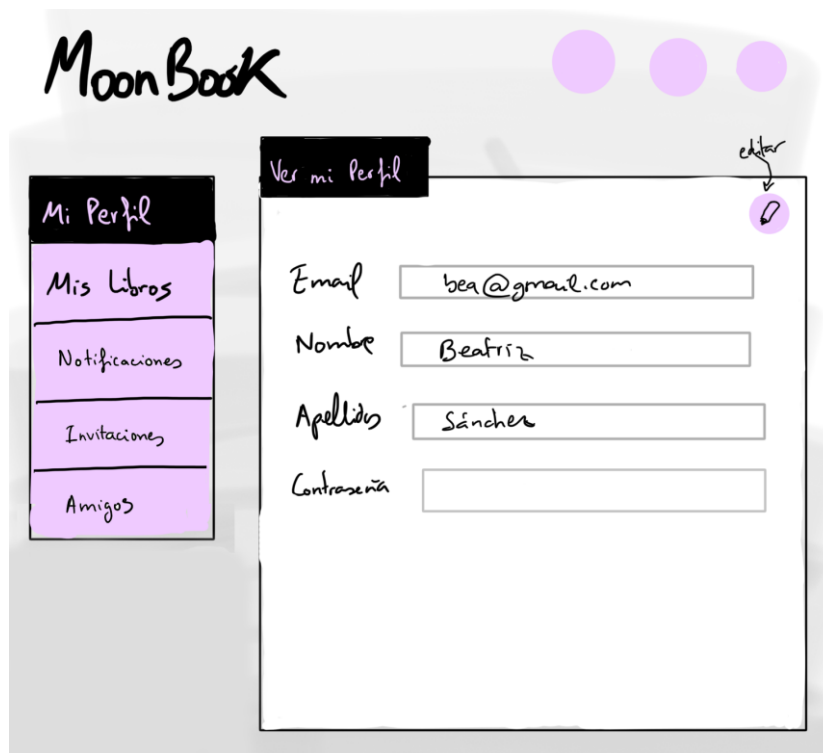 MoonBook
Ver mi Perfil
editar
Mi Perfil
Mis Libros
Notificaciones
Invitaciones
Amigos
Email
bea@gmail.com
Nombre
Beatriz
Apellidos
Sánchez
Contraseña